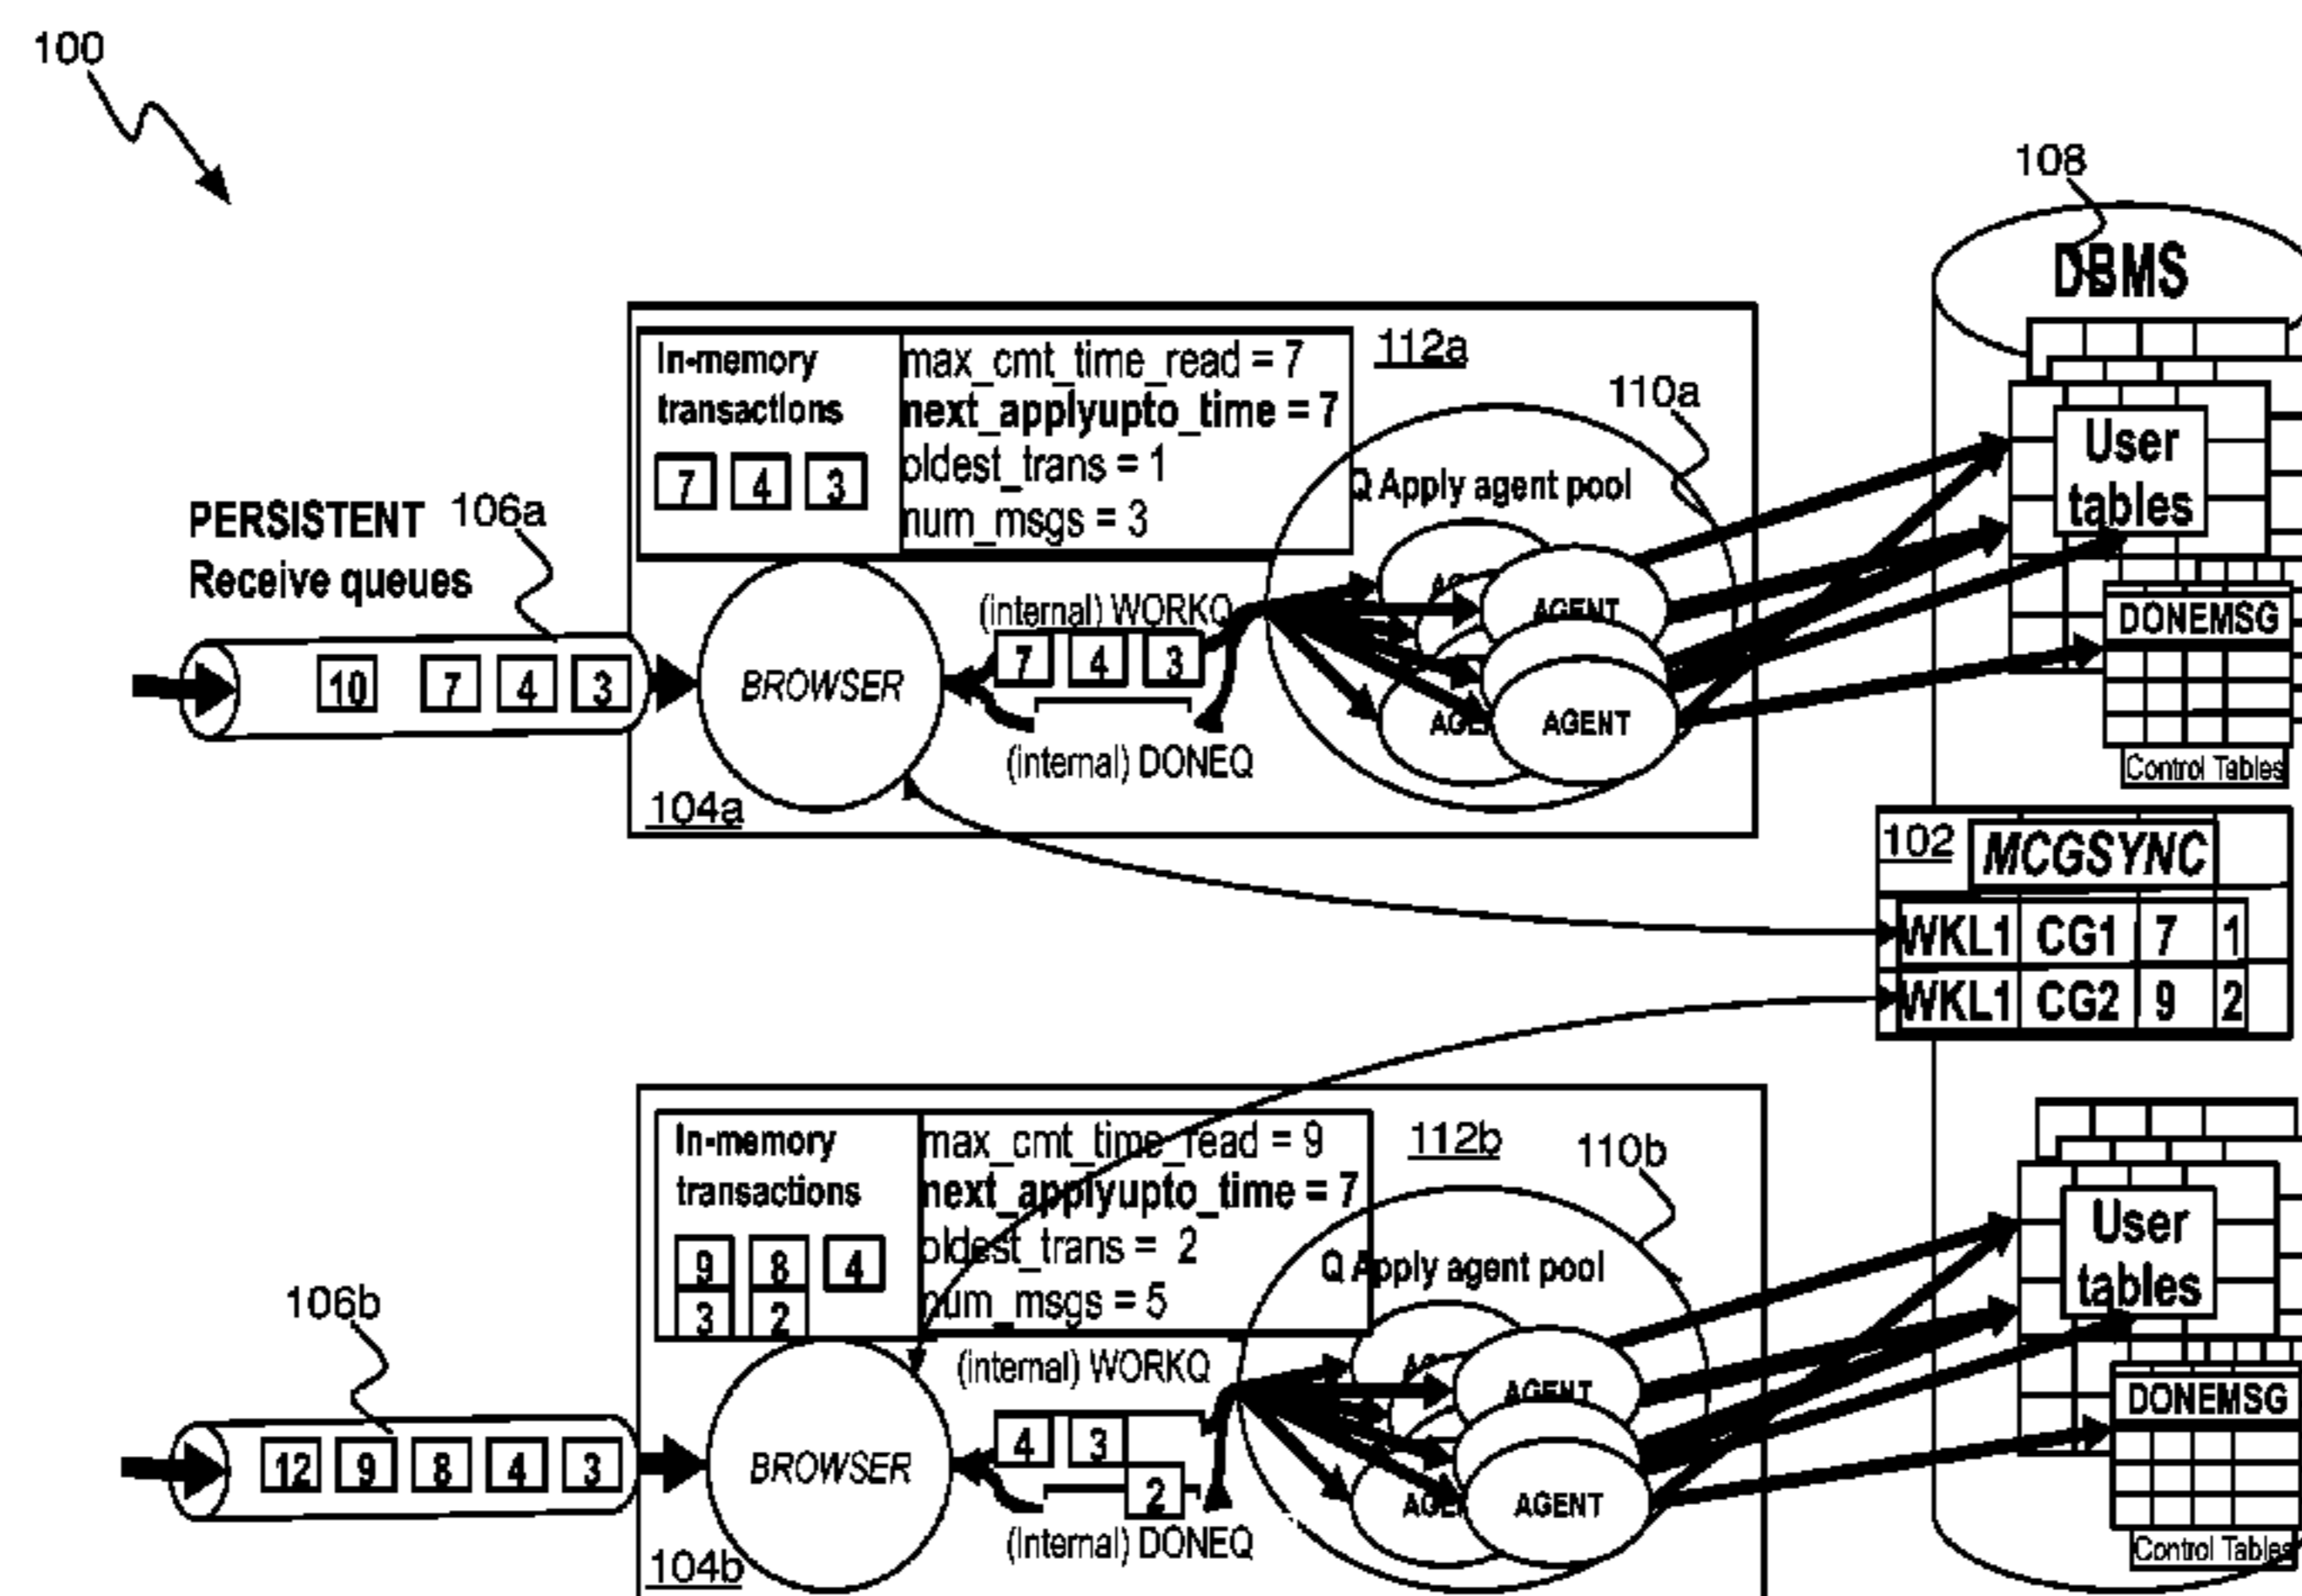 100
108
DBMS
In-memory
transactions
7 4 3
max_cmt_time_read = 7
next_applyupto_time = 7
oldest_trans = 1
num_msgs = 3
112a
110a
Q Apply agent pool
User
tables
PERSISTENT
Receive queues
106a
(internal) WORKQ
AGENT
DONEMSG
10 7 4 3
BROWSER
7 4 3
AGENT
(internal) DONEQ
Control Tables
104a
102 MCGSYNC
WKL1 CG1 7 1
WKL1 CG2 9 2
In-memory
transactions
9 8 4
3 2
max_cmt_time_read = 9
next_applyupto_time = 7
oldest_trans = 2
num_msgs = 5
112b
110b
Q Apply agent pool
User
tables
106b
(internal) WORKQ
AGENT
DONEMSG
12 9 8 4 3
BROWSER
4 3
2
AGENT
(internal) DONEQ
Control Tables
104b